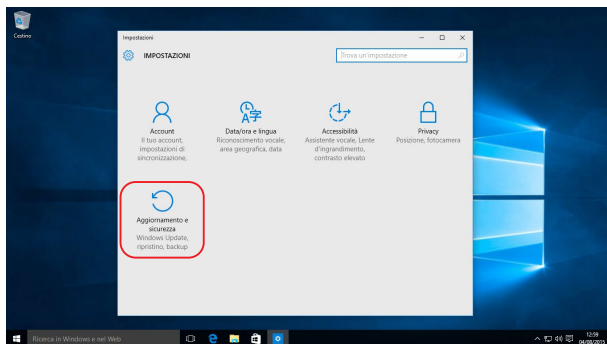 Cestino
Impostazioni
IMPOSTAZIONI
Trova un'impostazione
Account
Il tuo account,
impostazioni di
sincronizzazione,
Data/ora e lingua
Riconoscimento vocale,
area geografica, data
Accessibilità
Assistente vocale, Lente
d'ingrandimento,
contrasto elevato
Privacy
Posizione, fotocamera
Aggiornamento e
sicurezza
Windows Update,
ripristino, backup
Ricerca in Windows e nel Web
12:59
04/08/2015